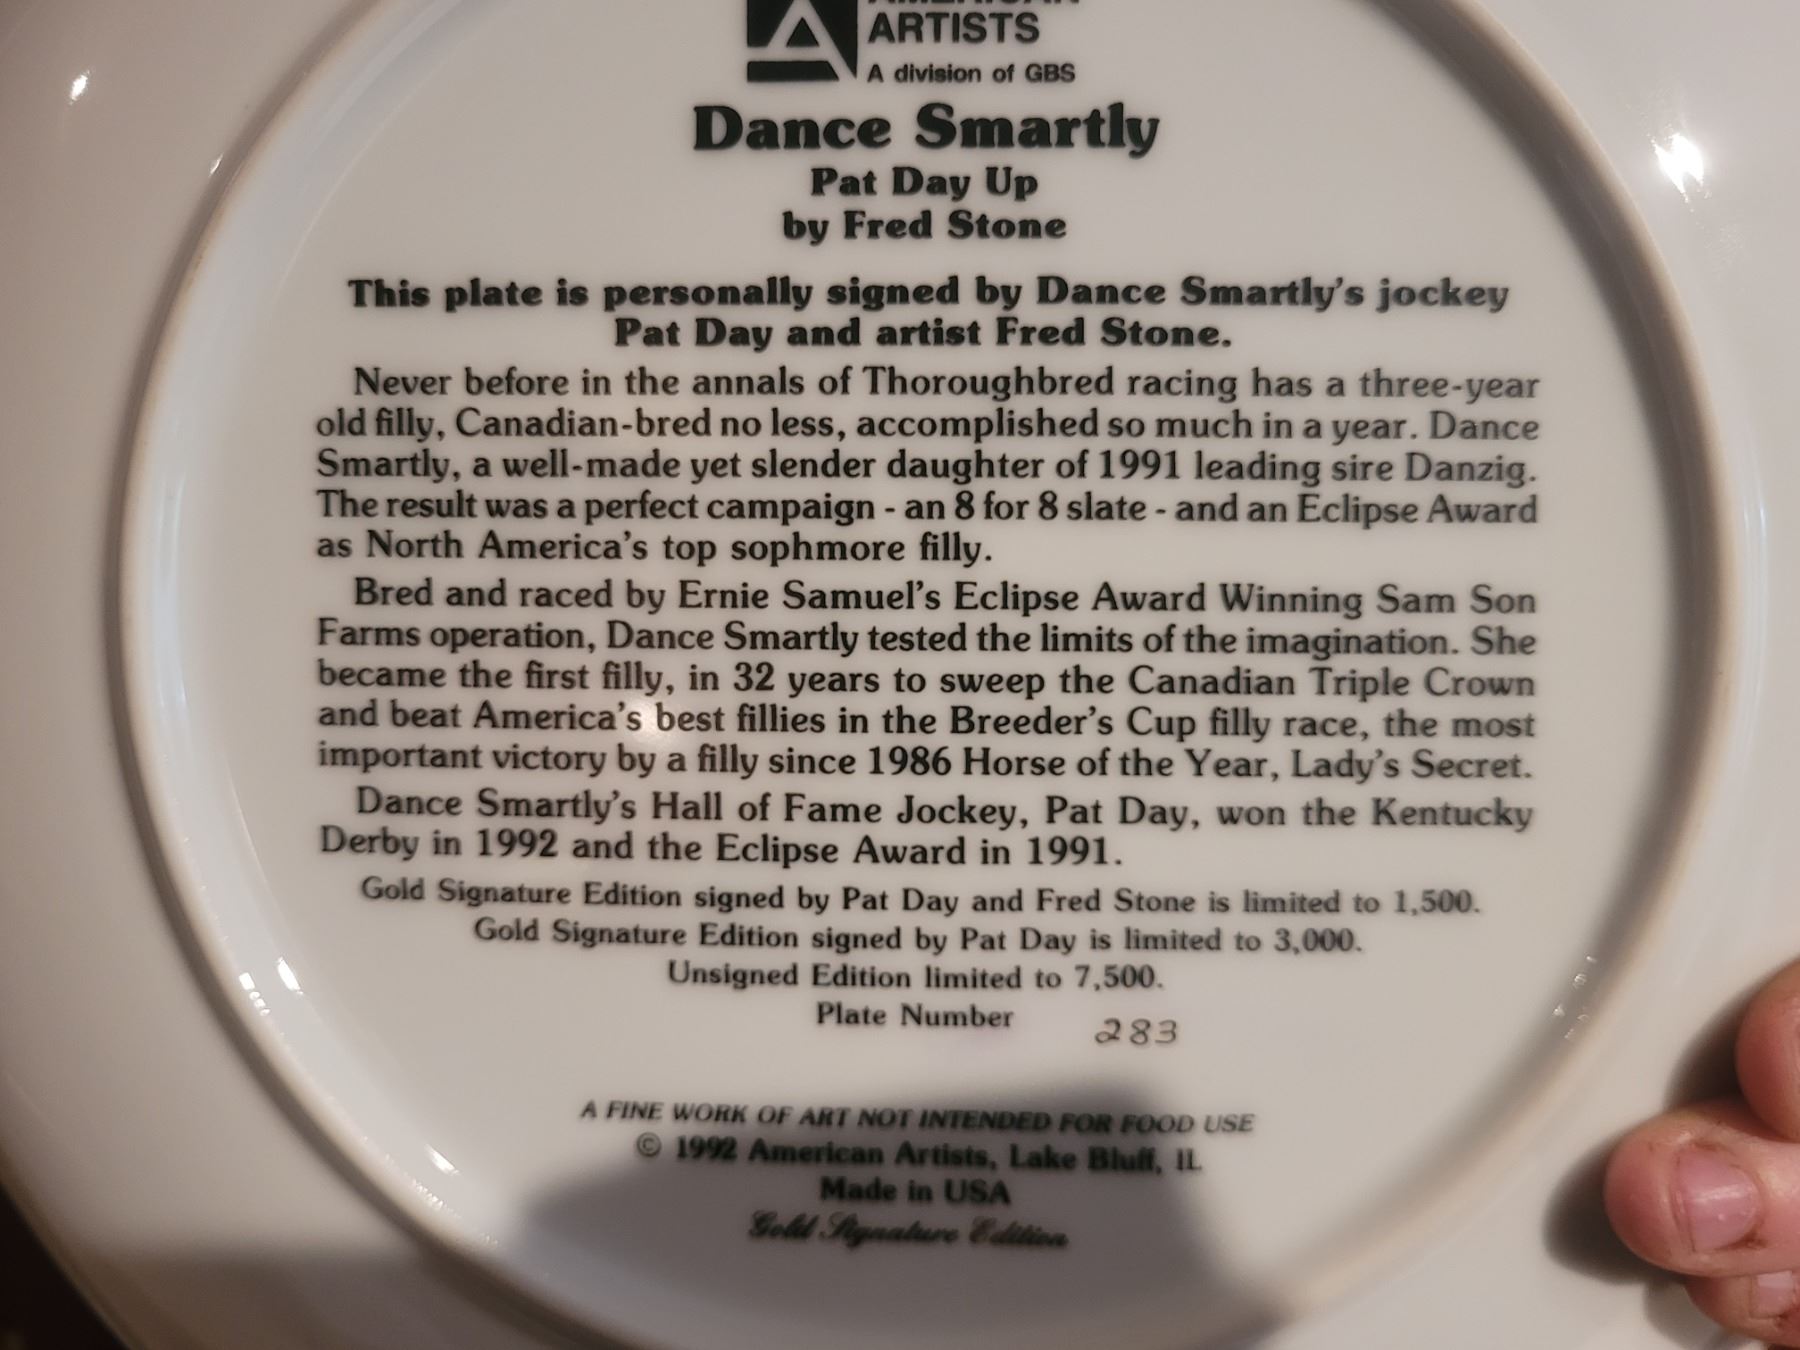 AMERICAN
ARTISTS
A division of GBS
Dance Smartly
Pat Day Up
by Fred Stone
This plate is personally signed by Dance Smartly's jockey
Pat Day and artist Fred Stone.
Never before in the annals of Thoroughbred racing has a three-year
old filly, Canadian-bred no less, accomplished so much in a year. Dance
Smartly, a well-made yet slender daughter of 1991 leading sire Danzig.
The result was a perfect campaign - an 8 for 8 slate - and an Eclipse Award
as North America's top sophmore filly.
Bred and raced by Ernie Samuel's Eclipse Award Winning Sam Son
Farms operation, Dance Smartly tested the limits of the imagination. She
became the first filly, in 32 years to sweep the Canadian Triple Crown
and beat America's best fillies in the Breeder's Cup filly race, the most
important victory by a filly since 1986 Horse of the Year, Lady's Secret.
Dance Smartly's Hall of Fame Jockey, Pat Day, won the Kentucky
Derby in 1992 and the Eclipse Award in 1991.
Gold Signature Edition signed by Pat Day and Fred Stone is limited to 1,500.
Gold Signature Edition signed by Pat Day is limited to 3,000.
Unsigned Edition limited to 7,500.
Plate Number 283
A FINE WORK OF ART NOT INTENDED FOR FOOD USE
© 1992 American Artists, Lake Bluff, IL
Made in USA
Gold Signature Edition